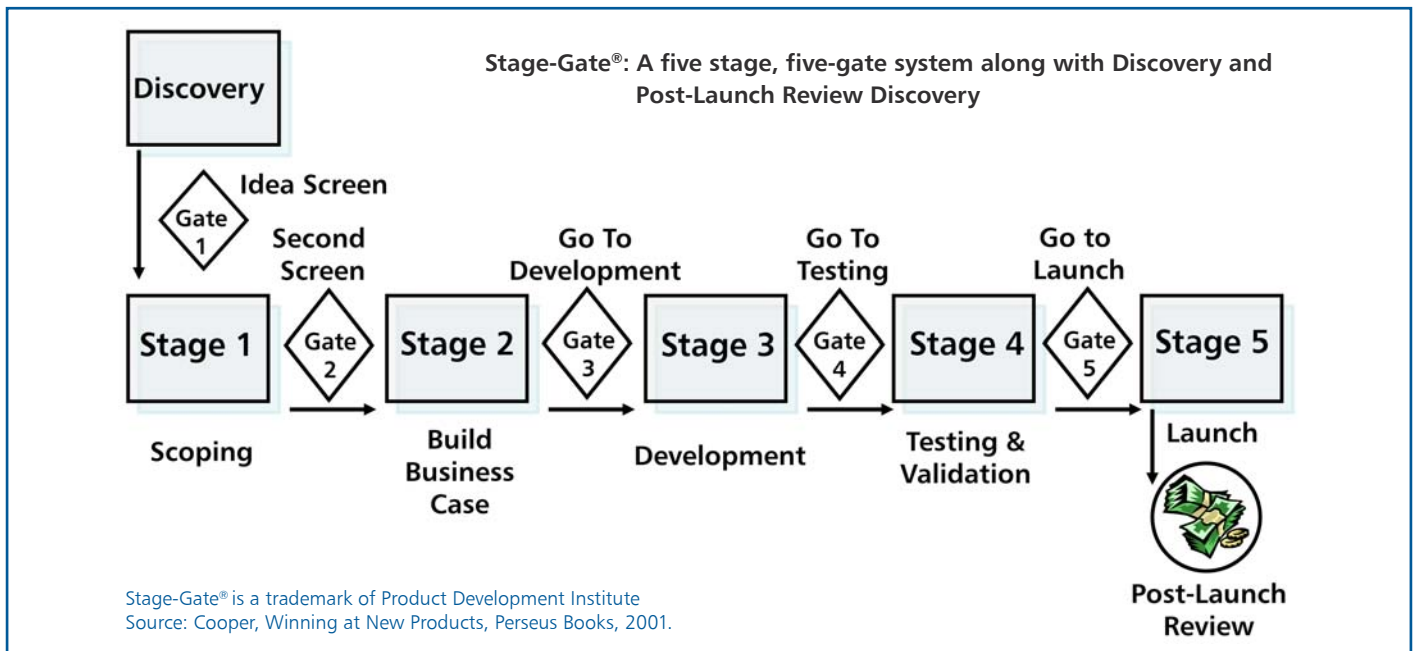 Stage-Gate®: A five stage, five-gate system along with Discovery and
Post-Launch Review Discovery
Discovery
Idea Screen
Gate
1
Second
Screen
Go To
Development
Go To
Testing
Go to
Launch
Stage 1
Gate
2
Stage 2
Gate
3
Stage 3
Gate
4
Stage 4
Gate
5
Stage 5
Scoping
Build
Business
Case
Development
Testing &
Validation
Launch
Post-Launch
Review
Stage-Gate® is a trademark of Product Development Institute
Source: Cooper, Winning at New Products, Perseus Books, 2001.